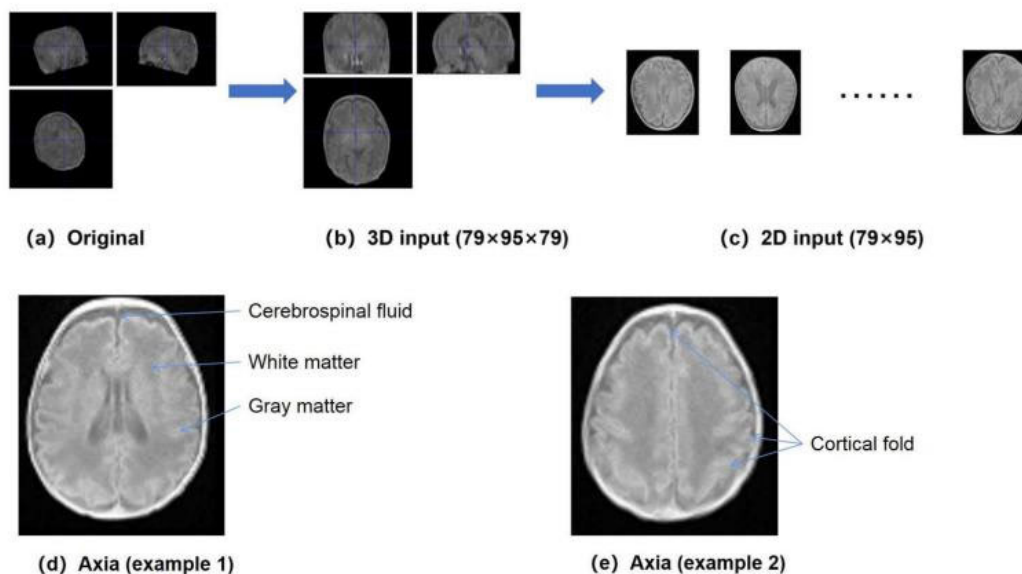 (a) Original
(b) 3D input (79×95×79)
......
(c) 2D input (79×95)
Cerebrospinal fluid
White matter
Gray matter
Cortical fold
(d) Axia (example 1)
(e) Axia (example 2)